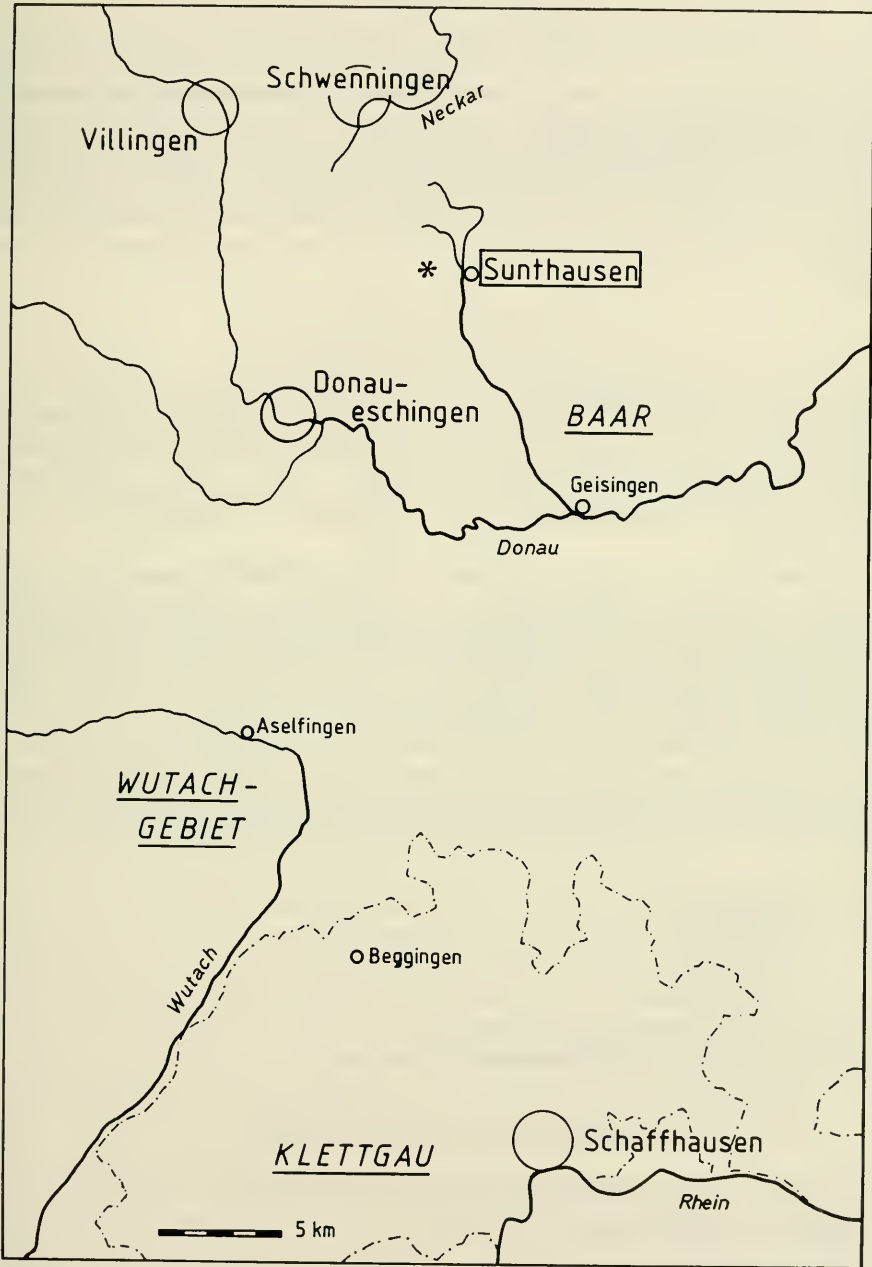 Schwenningen
Neckar
Villingen
*
Sunthausen
Donau-
eschingen
BAAR
Geisingen
Donau
Aselfingen
WUTACH-
GEBIET
Beggingen
Wutach
Schaffhausen
KLETTGAU
Rhein
5 km